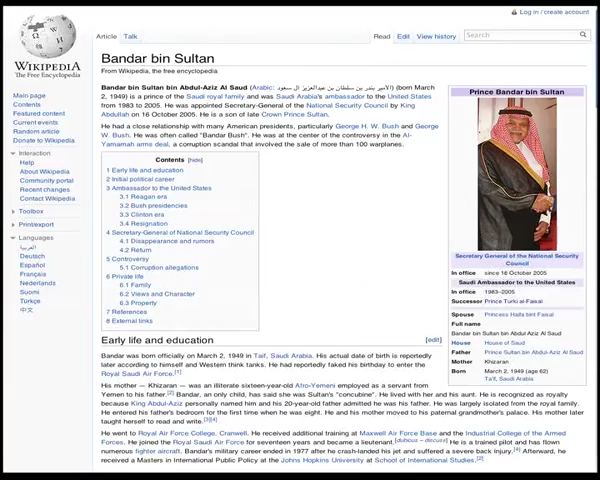 Log in / create account
WIKIPEDIA
The Free Encyclopedia
Main page
Contents
Featured content
Current events
Random article
Donate to Wikipedia
Interaction
Help
About Wikipedia
Community portal
Recent changes
Contact Wikipedia
Toolbox
Print/export
Languages
العربية
Deutsch
Español
Français
Nederlands
Suomi
Türkçe
中文
Article Talk
Read Edit View history
Search
Bandar bin Sultan
From Wikipedia, the free encyclopedia
Bandar bin Sultan bin Abdul-Aziz Al Saud (Arabic: الأمير بندر بن سلطان بن عبدالعزيز آل سعود) (born March
2, 1949) is a prince of the Saudi royal family and was Saudi Arabia's ambassador to the United States
from 1983 to 2005. He was appointed Secretary-General of the National Security Council by King
Abdullah on 16 October 2005. He is a son of late Crown Prince Sultan.
He had a close relationship with many American presidents, particularly George H. W. Bush and George
W. Bush. He was often called "Bandar Bush". He was at the center of the controversy in the Al-
Yamamah arms deal, a corruption scandal that involved the sale of more than 100 warplanes.
Contents [hide]
1 Early life and education
2 Initial political career
3 Ambassador to the United States
3.1 Reagan era
3.2 Bush presidencies
3.3 Clinton era
3.4 Resignation
4 Secretary-General of National Security Council
4.1 Disappearance and rumors
4.2 Return
5 Controversy
5.1 Corruption allegations
6 Private life
6.1 Family
6.2 Views and Character
6.3 Property
7 References
8 External links
Prince Bandar bin Sultan
Secretary General of the National Security
Council
In office since 16 October 2005
Saudi Ambassador to the United States
In office 1983–2005
Successor Prince Turki al-Faisal
Spouse Princess Haifa bint Faisal
Full name
Bandar bin Sultan bin Abdul Aziz Al Saud
House House of Saud
Father Prince Sultan bin Abdul-Aziz Al Saud
Mother Khizaran
Born March 2, 1949 (age 62)
Ta'if, Saudi Arabia
Early life and education [edit]
Bandar was born officially on March 2, 1949 in Taif, Saudi Arabia. His actual date of birth is reportedly
later according to himself and Western think tanks. He had reportedly faked his birthday to enter the
Royal Saudi Air Force.[1]
His mother — Khizaran — was an illiterate sixteen-year-old Afro-Yemeni employed as a servant from
Yemen to his father.[2] Bandar, an only child, has said she was Sultan's "concubine". He lived with her and his aunt. He is recognized as royalty
because King Abdul-Aziz personally named him and his 20-year-old father admitted he was his father. He was largely isolated from the royal family.
He entered his father's bedroom for the first time when he was eight. He and his mother moved to his paternal grandmother's palace. His mother later
taught herself to read and write.[3][4]
He went to Royal Air Force College, Cranwell. He received additional training at Maxwell Air Force Base and the Industrial College of the Armed
Forces. He joined the Royal Saudi Air Force for seventeen years and became a lieutenant.[dubious – discuss] He is a trained pilot and has flown
numerous fighter aircraft. Bandar's military career ended in 1977 after he crash-landed his jet and suffered a severe back injury.[4] Afterward, he
received a Masters in International Public Policy at the Johns Hopkins University at School of International Studies.[2]